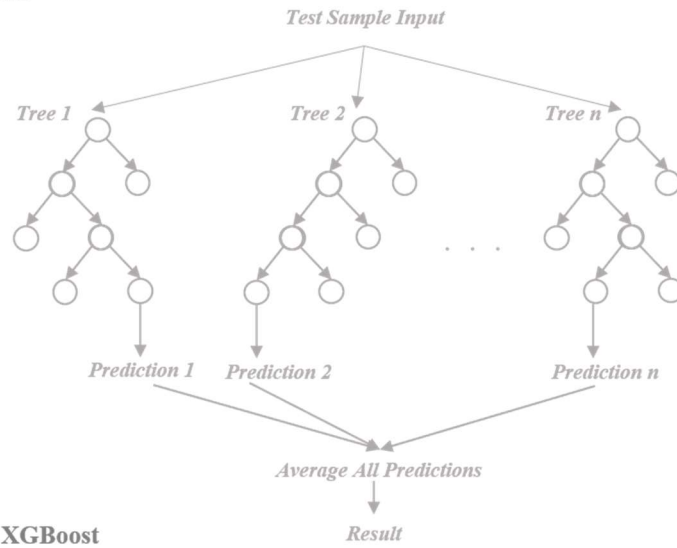 Test Sample Input
Tree 1 Tree 2 Tree n
. . .
Prediction 1 Prediction 2 Prediction n
Average All Predictions
XGBoost Result